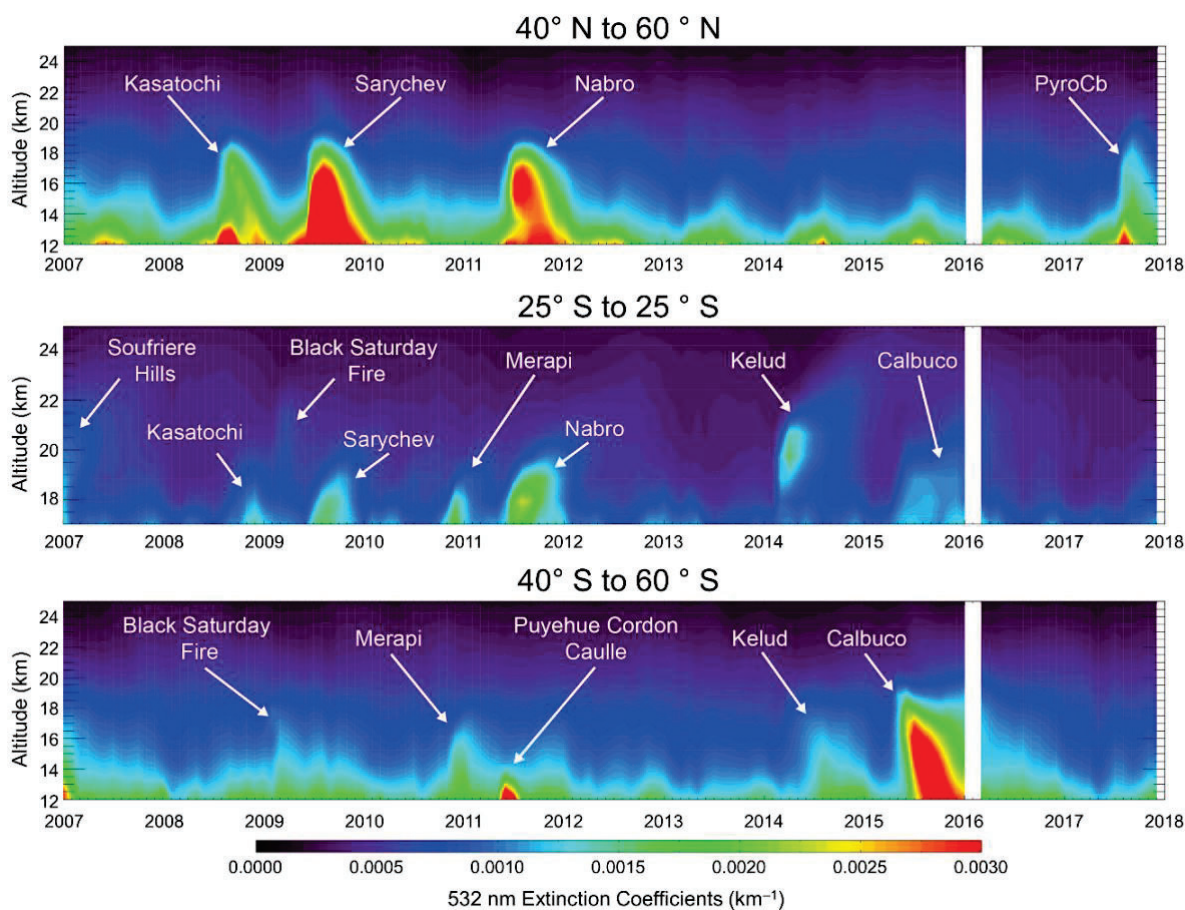 40° N to 60 ° N
Altitude (km)
24
22
20
18
16
14
12
Kasatochi
Sarychev
Nabro
PyroCb
2007 2008 2009 2010 2011 2012 2013 2014 2015 2016 2017 2018
25° S to 25 ° S
Altitude (km)
24
22
20
18
Soufriere
Hills
Black Saturday
Fire
Merapi
Kelud
Calbuco
Kasatochi
Sarychev
Nabro
2007 2008 2009 2010 2011 2012 2013 2014 2015 2016 2017 2018
40° S to 60 ° S
Altitude (km)
24
22
20
18
16
14
12
Black Saturday
Fire
Merapi
Puyehue Cordon
Caulle
Kelud
Calbuco
2007 2008 2009 2010 2011 2012 2013 2014 2015 2016 2017 2018
0.0000 0.0005 0.0010 0.0015 0.0020 0.0025 0.0030
532 nm Extinction Coefficients (km⁻¹)